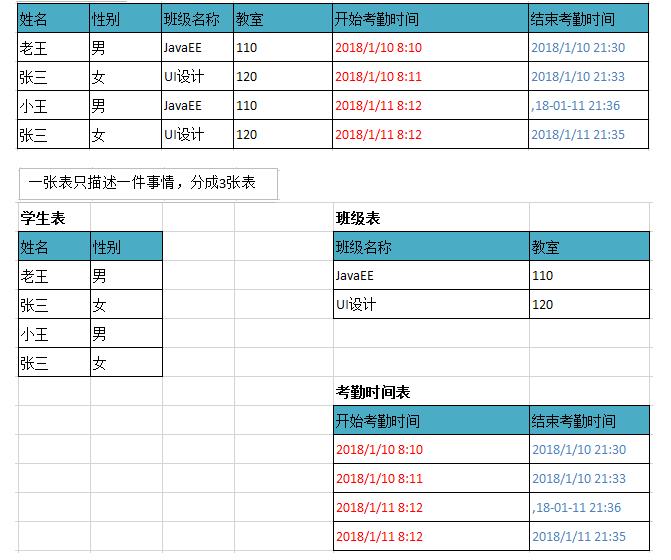 姓名 性别 班级名称 教室 开始考勤时间 结束考勤时间
老王 男 JavaEE 110 2018/1/10 8:10 2018/1/10 21:30
张三 女 UI设计 120 2018/1/10 8:11 2018/1/10 21:33
小王 男 JavaEE 110 2018/1/11 8:12 ,18-01-11 21:36
张三 女 UI设计 120 2018/1/11 8:12 2018/1/11 21:35
一张表只描述一件事情，分成3张表
学生表
姓名 性别
老王 男
张三 女
小王 男
张三 女
班级表
班级名称 教室
JavaEE 110
UI设计 120
考勤时间表
开始考勤时间 结束考勤时间
2018/1/10 8:10 2018/1/10 21:30
2018/1/10 8:11 2018/1/10 21:33
2018/1/11 8:12 ,18-01-11 21:36
2018/1/11 8:12 2018/1/11 21:35